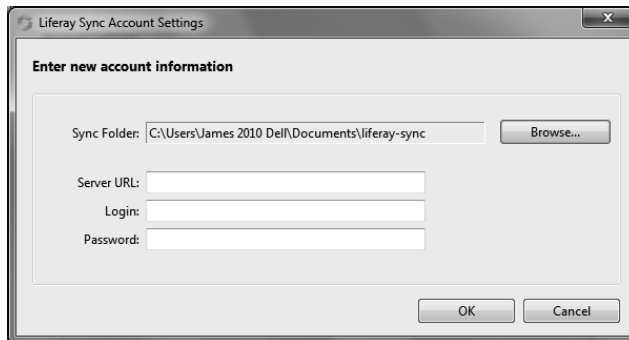 Liferay Sync Account Settings
Enter new account information
Sync Folder: C:\Users\James 2010 Dell\Documents\liferay-sync Browse...
Server URL:
Login:
Password:
OK Cancel